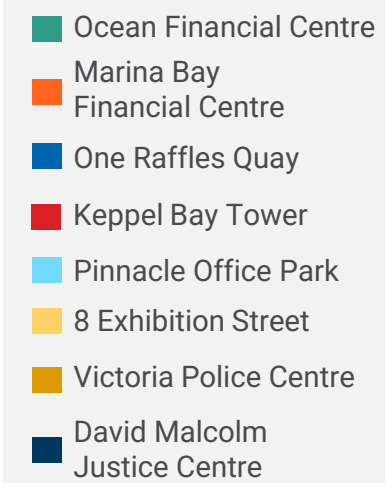 Ocean Financial Centre
Marina Bay
Financial Centre
One Raffles Quay
Keppel Bay Tower
Pinnacle Office Park
8 Exhibition Street
Victoria Police Centre
David Malcolm
Justice Centre